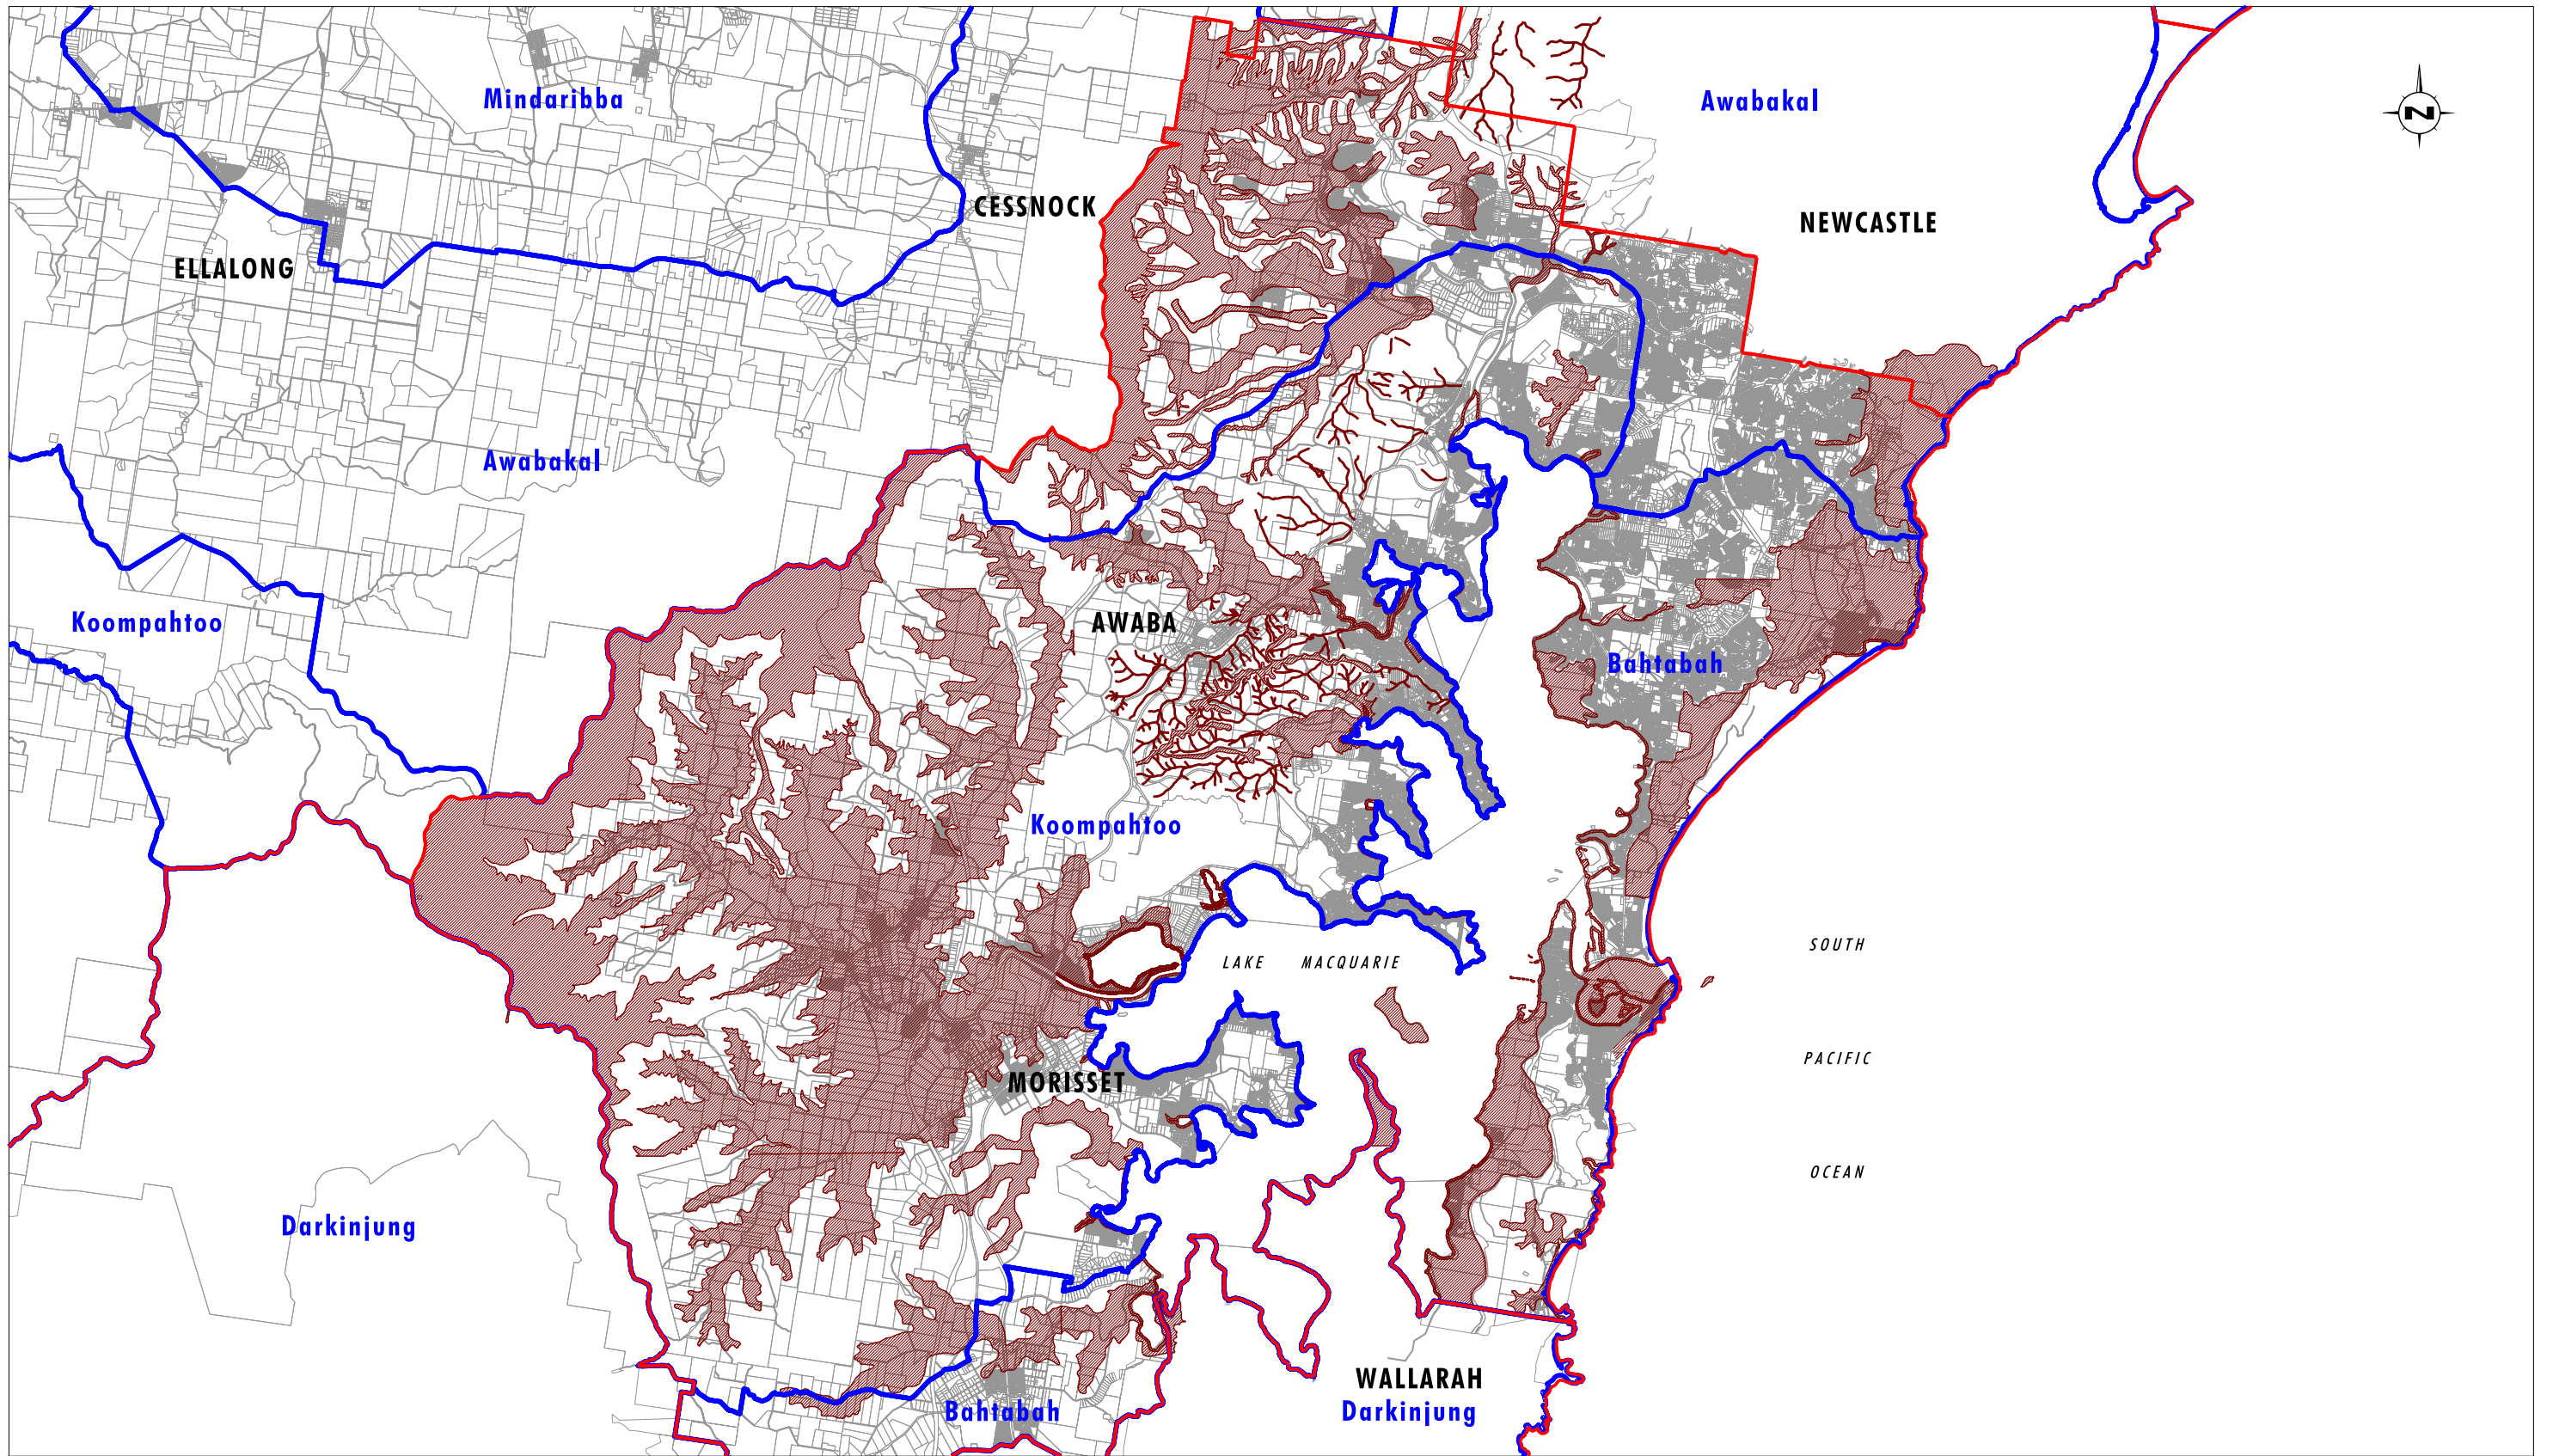 Mindaribba
Awabakal
N
CESSNOCK
NEWCASTLE
ELLALONG
Awabakal
Koompahtoo
AWABA
Bahtabah
Koompahtoo
SOUTH
LAKE MACQUARIE
PACIFIC
MORISSET
OCEAN
Darkinjung
WALLARAH
Bahtabah
Darkinjung